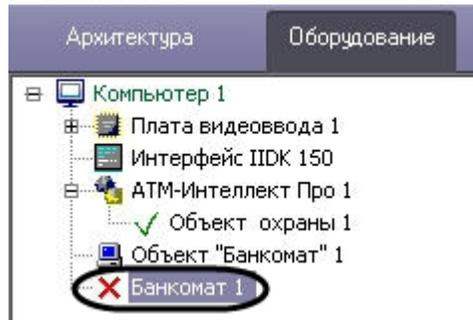 Архитектура Оборудование
Компьютер 1
Плата видеоввода 1
Интерфейс IIDK 150
АТМ-Интеллект Про 1
Объект охраны 1
Объект "Банкомат" 1
Банкомат 1